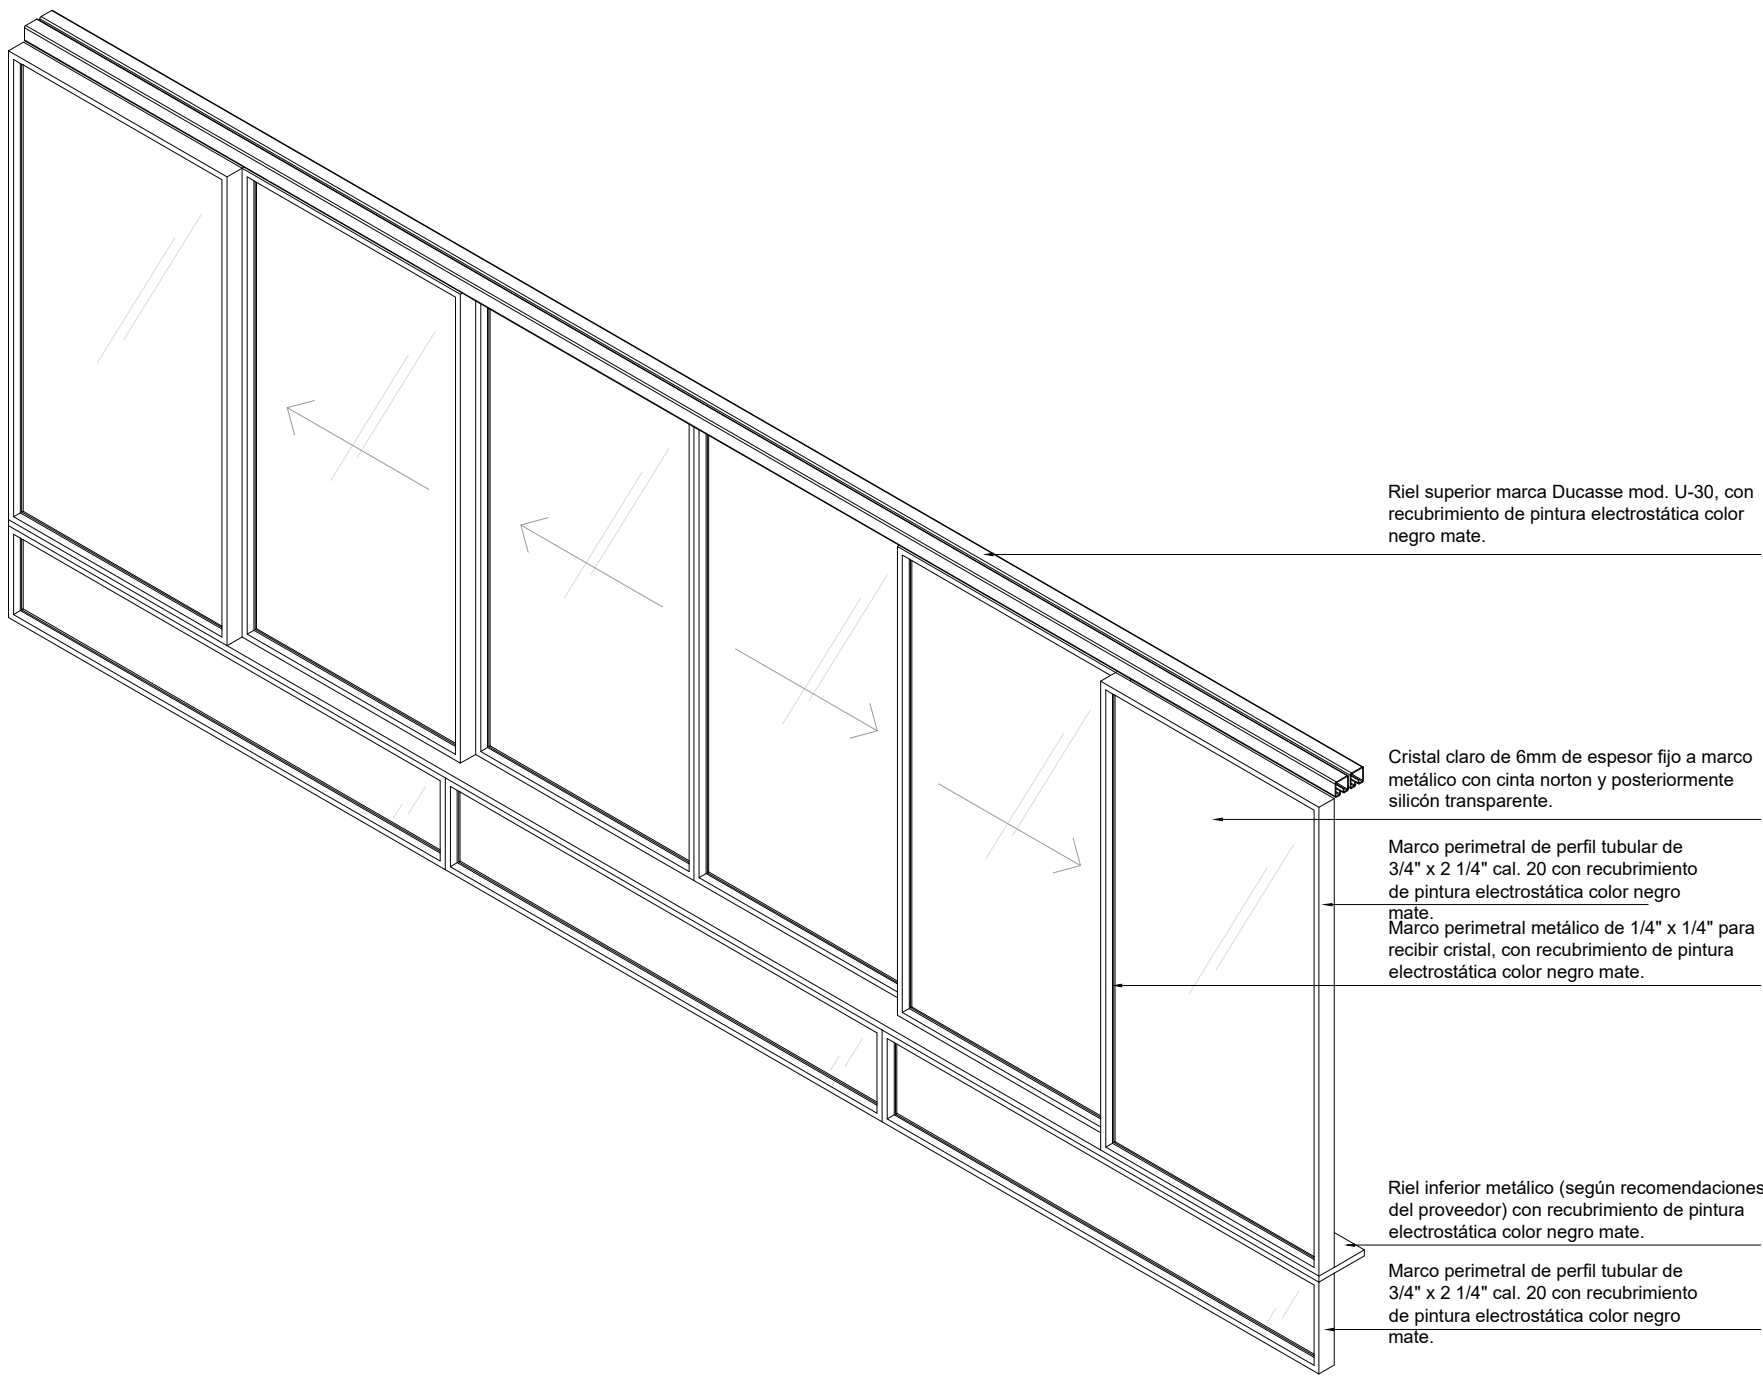 Riel superior marca Ducasse mod. U-30, con
recubrimiento de pintura electrostática color
negro mate.
Cristal claro de 6mm de espesor fijo a marco
metálico con cinta norton y posteriormente
silicón transparente.
Marco perimetral de perfil tubular de
3/4" x 2 1/4" cal. 20 con recubrimiento
de pintura electrostática color negro
mate.
Marco perimetral metálico de 1/4" x 1/4" para
recibir cristal, con recubrimiento de pintura
electrostática color negro mate.
Riel inferior metálico (según recomendaciones
del proveedor) con recubrimiento de pintura
electrostática color negro mate.
Marco perimetral de perfil tubular de
3/4" x 2 1/4" cal. 20 con recubrimiento
de pintura electrostática color negro
mate.